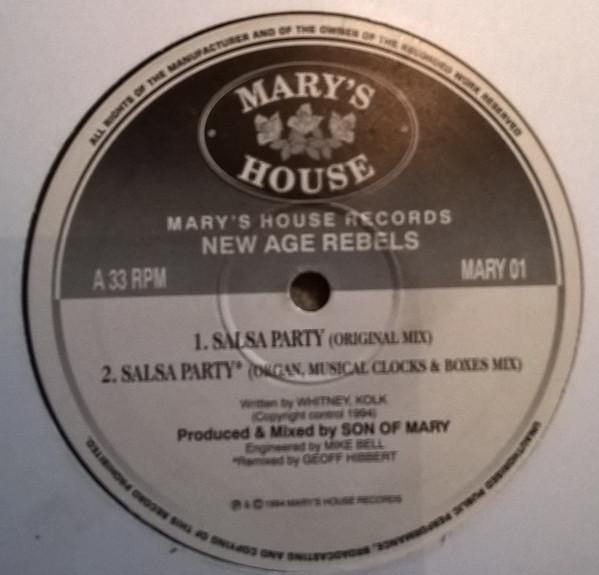 ALL RIGHTS OF THE MANUFACTURER AND OF THE OWNER OF THE RECORDED WORK RESERVED
MARY'S
HOUSE
MARY'S HOUSE RECORDS
NEW AGE REBELS
A 33 RPM
MARY 01
1. SALSA PARTY (ORIGINAL MIX)
2. SALSA PARTY* (ORGAN, MUSICAL CLOCKS & BOXES MIX)
Written by WHITNEY, KOLK
(Copyright control 1994)
Produced & Mixed by SON OF MARY
Engineered by MIKE BELL
*Remixed by GEOFF HIBBERT
℗ & © 1994 MARY'S HOUSE RECORDS
UNAUTHORISED PUBLIC PERFORMANCE, BROADCASTING AND COPYING OF THIS RECORD PROHIBITED.